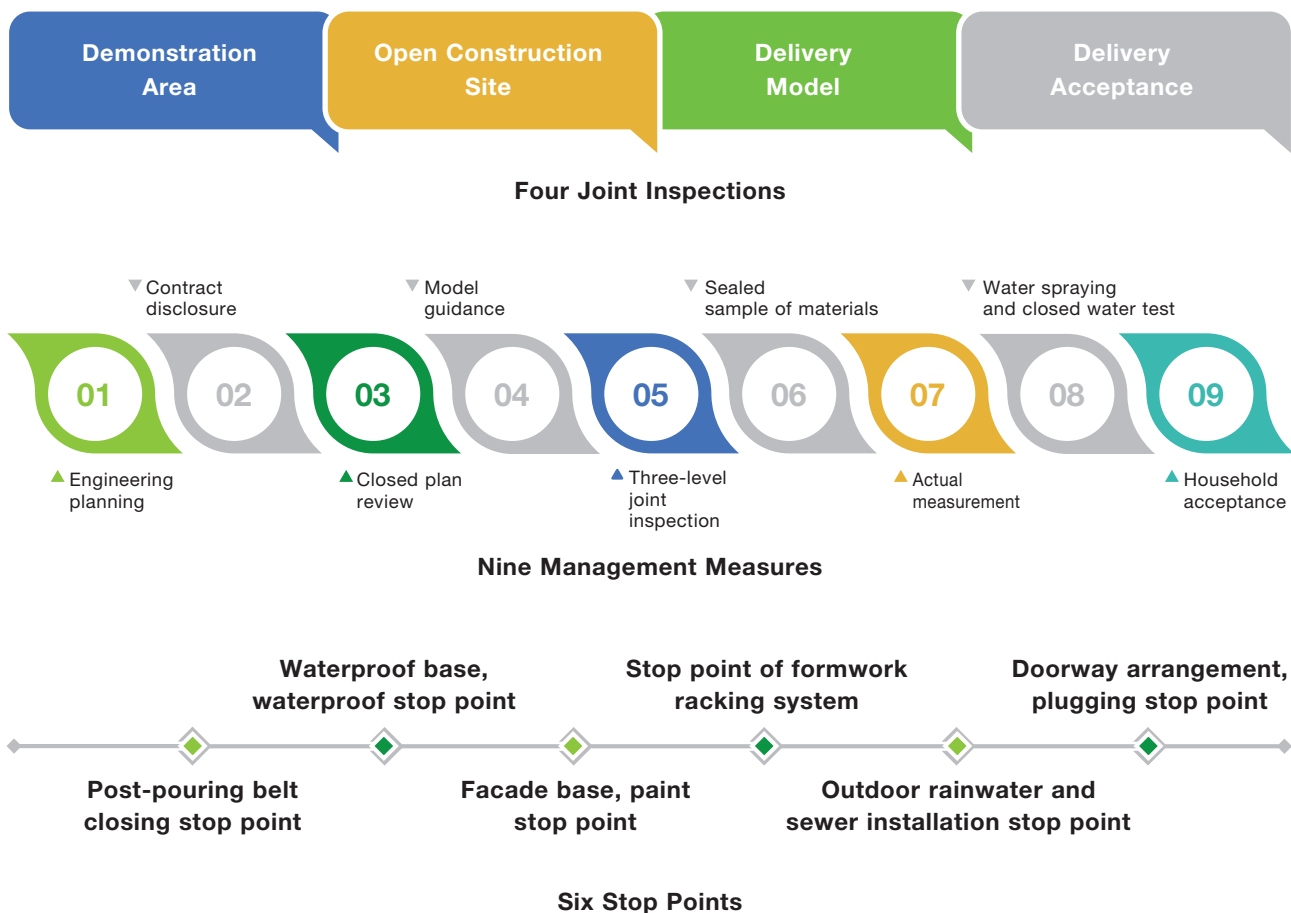 Demonstration
Area
Open Construction
Site
Delivery
Model
Delivery
Acceptance
Four Joint Inspections
Contract
disclosure
Model
guidance
Sealed
sample of materials
Water spraying
and closed water test
01
02
03
04
05
06
07
08
09
Engineering
planning
Closed plan
review
Three-level
joint
inspection
Actual
measurement
Household
acceptance
Nine Management Measures
Waterproof base,
waterproof stop point
Stop point of formwork
racking system
Doorway arrangement,
plugging stop point
Post-pouring belt
closing stop point
Facade base, paint
stop point
Outdoor rainwater and
sewer installation stop point
Six Stop Points